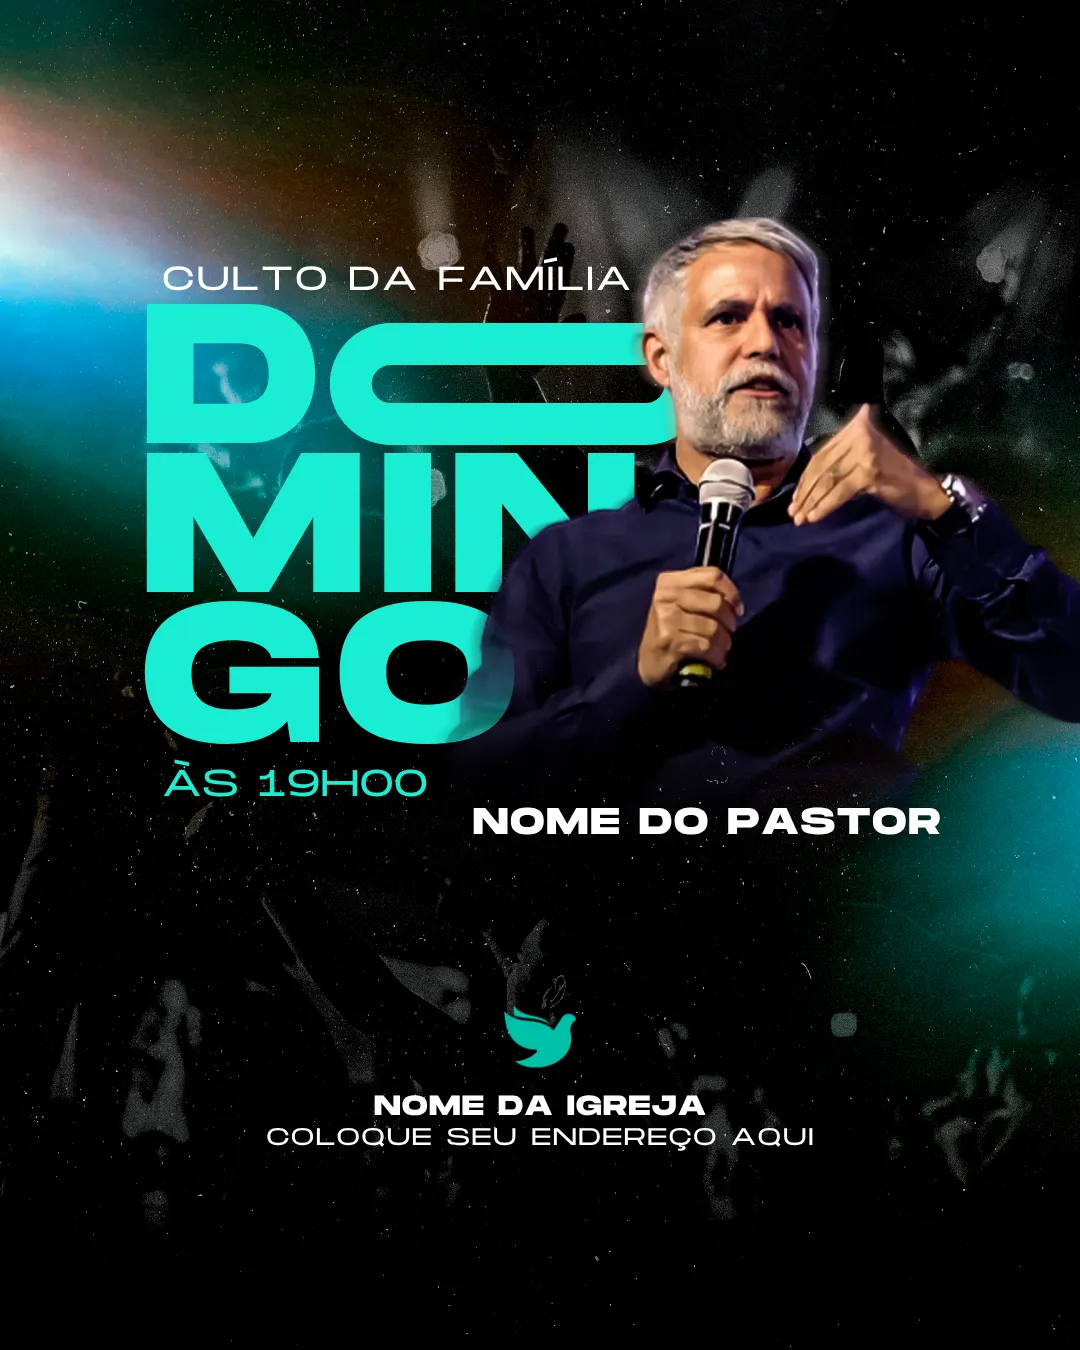 CULTO DA FAMÍLIA
DO
MIN
GO
ÀS 19H00
NOME DO PASTOR
NOME DA IGREJA
COLOQUE SEU ENDEREÇO AQUI